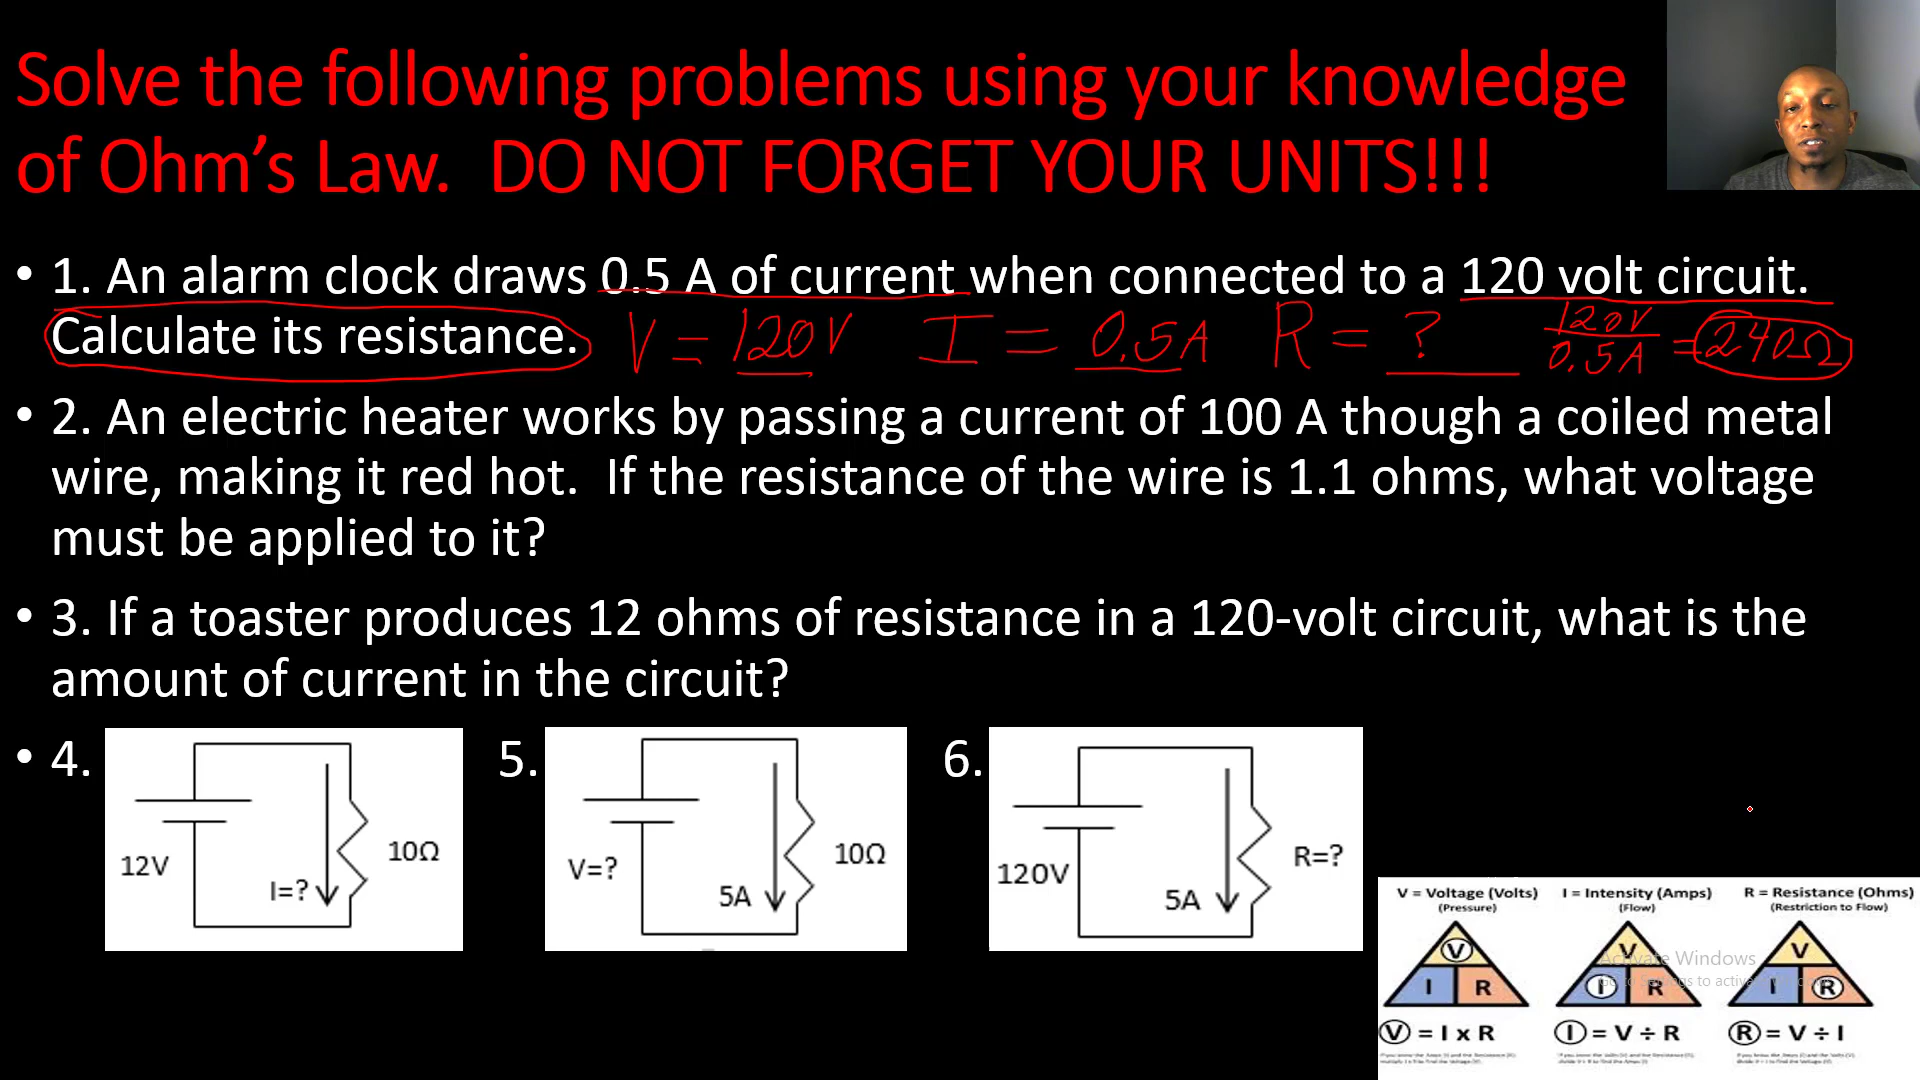 Solve the following problems using your knowledge
of Ohm's Law.  DO NOT FORGET YOUR UNITS!!!
• 1. An alarm clock draws 0.5 A of current when connected to a 120 volt circuit.
Calculate its resistance. V = 120V I = 0.5A R = ? 120V / 0.5A = 240Ω
• 2. An electric heater works by passing a current of 100 A though a coiled metal
wire, making it red hot.  If the resistance of the wire is 1.1 ohms, what voltage
must be applied to it?
• 3. If a toaster produces 12 ohms of resistance in a 120-volt circuit, what is the
amount of current in the circuit?
• 4. 5. 6.
12V I=? 10Ω
V=? 5A 10Ω
120V 5A R=?
V = Voltage (Volts) I = Intensity (Amps) R = Resistance (Ohms)
(Pressure) (Flow) (Restriction to Flow)
V V V
I R I R I R
Activate Windows
V = I x R I = V ÷ R R = V ÷ I